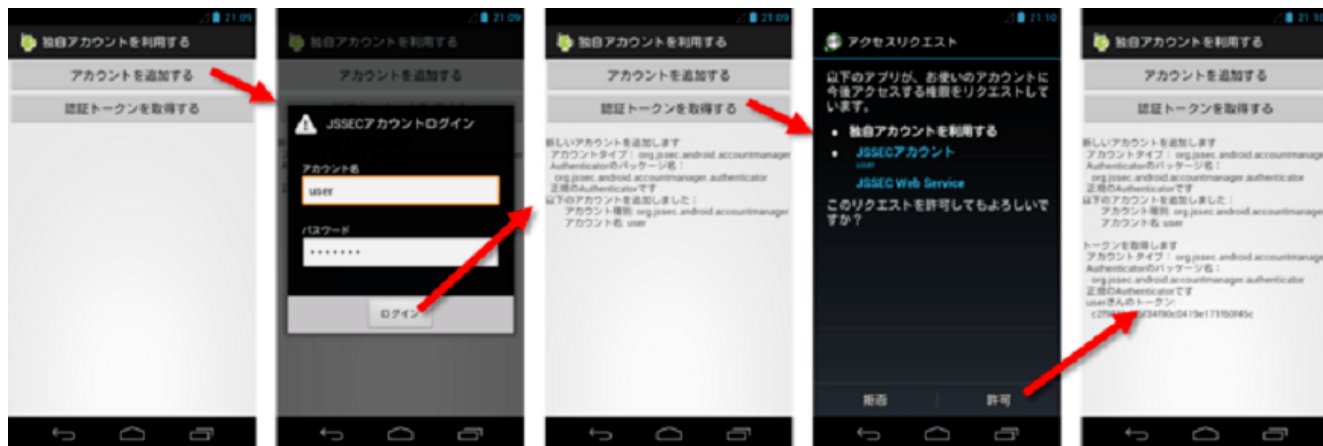 21:09
独自アカウントを利用する
アカウントを追加する
認証トークンを取得する
21:09
独自アカウントを利用する
アカウントを追加する
JSSECアカウントログイン
アカウント名
user
パスワード
・・・・・・・
ログイン
21:09
独自アカウントを利用する
アカウントを追加する
認証トークンを取得する
新しいアカウントを追加します
アカウントタイプ：org.jssec.android.accountmanager
Authenticatorのパッケージ名：
org.jssec.android.accountmanager.authenticator
正規のAuthenticatorです
以下のアカウントを追加しました：
アカウント種別: org.jssec.android.accountmanager
アカウント名: user
21:10
アクセスリクエスト
以下のアプリが、お使いのアカウントに
今後アクセスする権限をリクエストして
います。
• 独自アカウントを利用する
• JSSECアカウント
user
JSSEC Web Service
このリクエストを許可してもよろしいで
すか？
拒否
許可
21:10
独自アカウントを利用する
アカウントを追加する
認証トークンを取得する
新しいアカウントを追加します
アカウントタイプ：org.jssec.android.accountmanage
Authenticatorのパッケージ名：
org.jssec.android.accountmanager.authenticator
正規のAuthenticatorです
以下のアカウントを追加しました：
アカウント種別: org.jssec.android.accountmanage
アカウント名: user
トークンを取得します
アカウントタイプ：org.jssec.android.accountmanage
Authenticatorのパッケージ名：
org.jssec.android.accountmanager.authenticator
正規のAuthenticatorです
userさんのトークン: